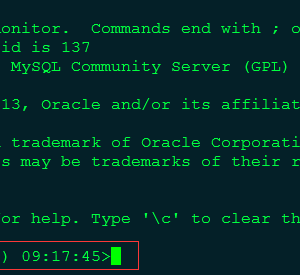 onitor.  Commands end with ; o
id is 137
MySQL Community Server (GPL)
13, Oracle and/or its affiliat
trademark of Oracle Corporati
s may be trademarks of their r
or help. Type '\c' to clear th
) 09:17:45>